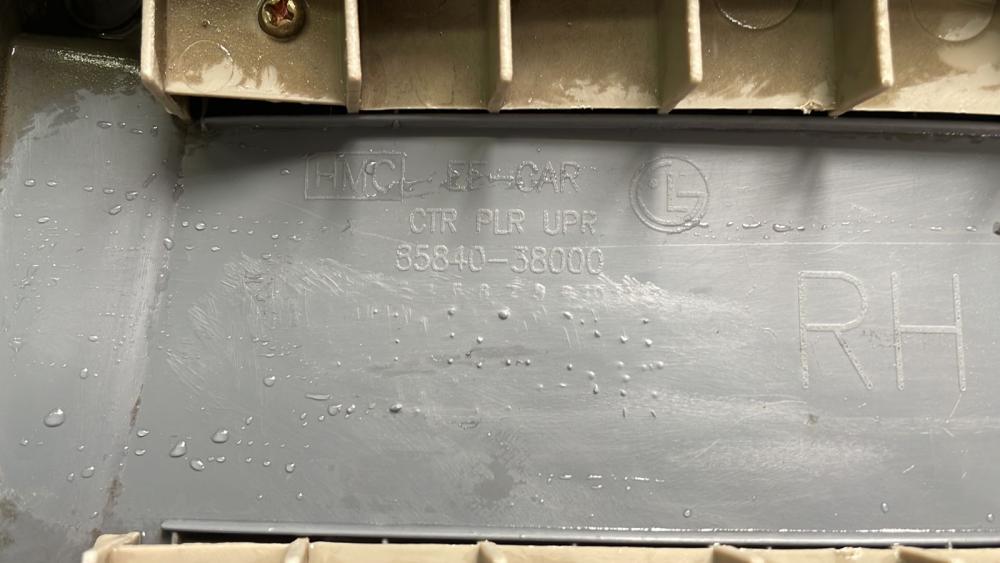 HMC EF-CAR LG
CTR PLR UPR
85840-38000
RH